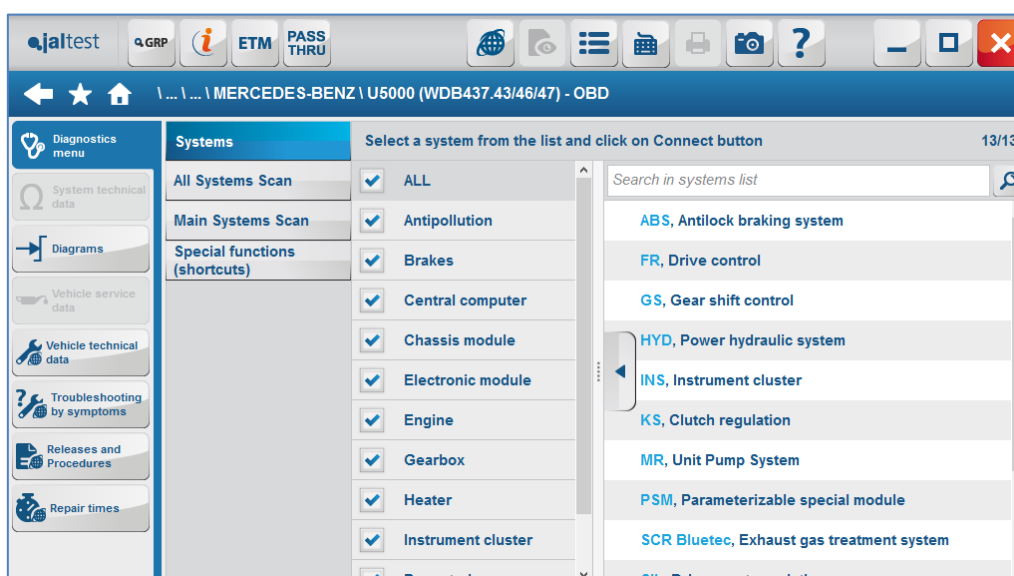 jaltest
GRP
i
ETM
PASS
THRU
?
\ ... \ ... \ MERCEDES-BENZ \ U5000 (WDB437.43/46/47) - OBD
Diagnostics
menu
System technical
data
Diagrams
Vehicle service
data
Vehicle technical
data
Troubleshooting
by symptoms
Releases and
Procedures
Repair times
Systems
All Systems Scan
Main Systems Scan
Special functions
(shortcuts)
Select a system from the list and click on Connect button
13/13
ALL
Antipollution
Brakes
Central computer
Chassis module
Electronic module
Engine
Gearbox
Heater
Instrument cluster
Search in systems list
ABS, Antilock braking system
FR, Drive control
GS, Gear shift control
HYD, Power hydraulic system
INS, Instrument cluster
KS, Clutch regulation
MR, Unit Pump System
PSM, Parameterizable special module
SCR Bluetec, Exhaust gas treatment system